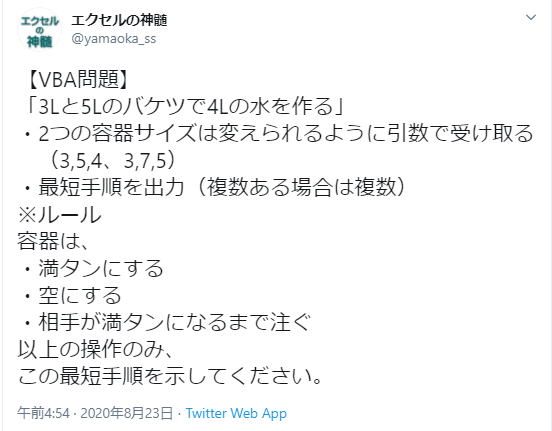 エクセルの神髄
エクセルの神髄
@yamaoka_ss
【VBA問題】
「3Lと5Lのバケツで4Lの水を作る」
・2つの容器サイズは変えられるように引数で受け取る
（3,5,4、3,7,5）
・最短手順を出力（複数ある場合は複数）
※ルール
容器は、
・満タンにする
・空にする
・相手が満タンになるまで注ぐ
以上の操作のみ、
この最短手順を示してください。
午前4:54 · 2020年8月23日 · Twitter Web App